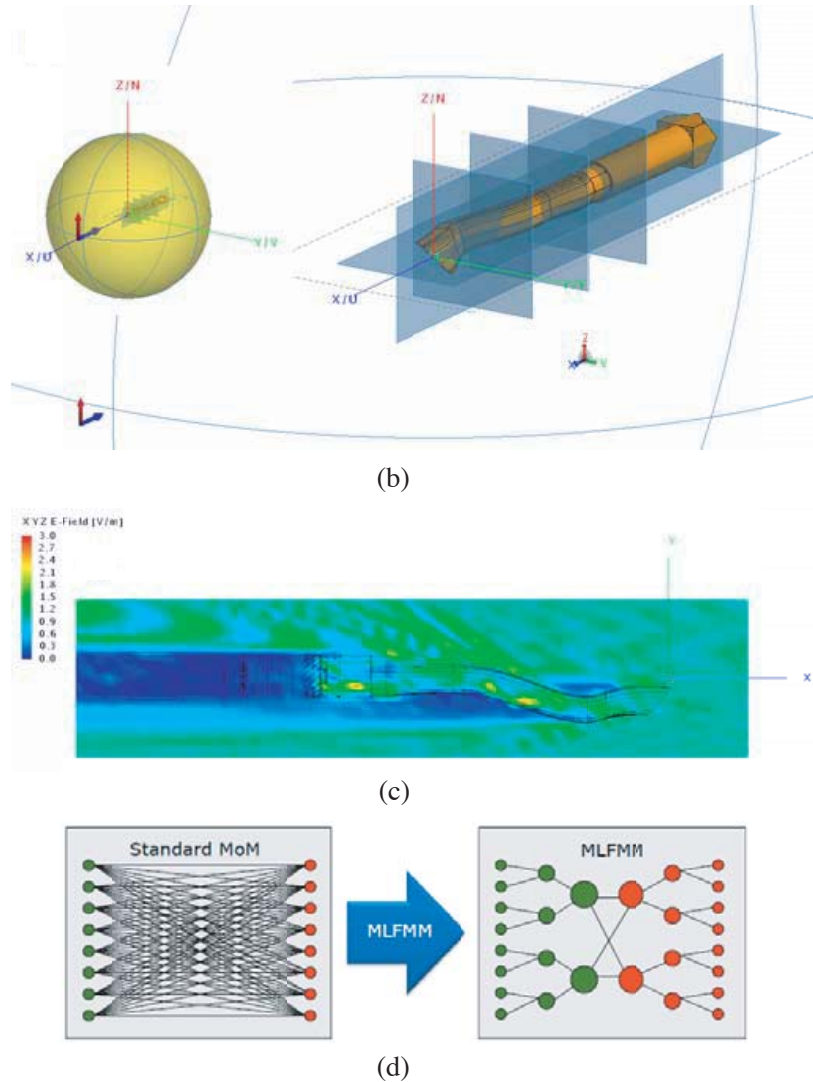 Z/N
Z/N
Y/V
X/U
X/U
Z
X
(b)
XYZ E-Field [V/m]
3.0
2.7
2.4
2.1
1.8
1.5
1.2
0.9
0.6
0.3
0.0
X
(c)
Standard MoM
MLFMM
MLFMM
(d)